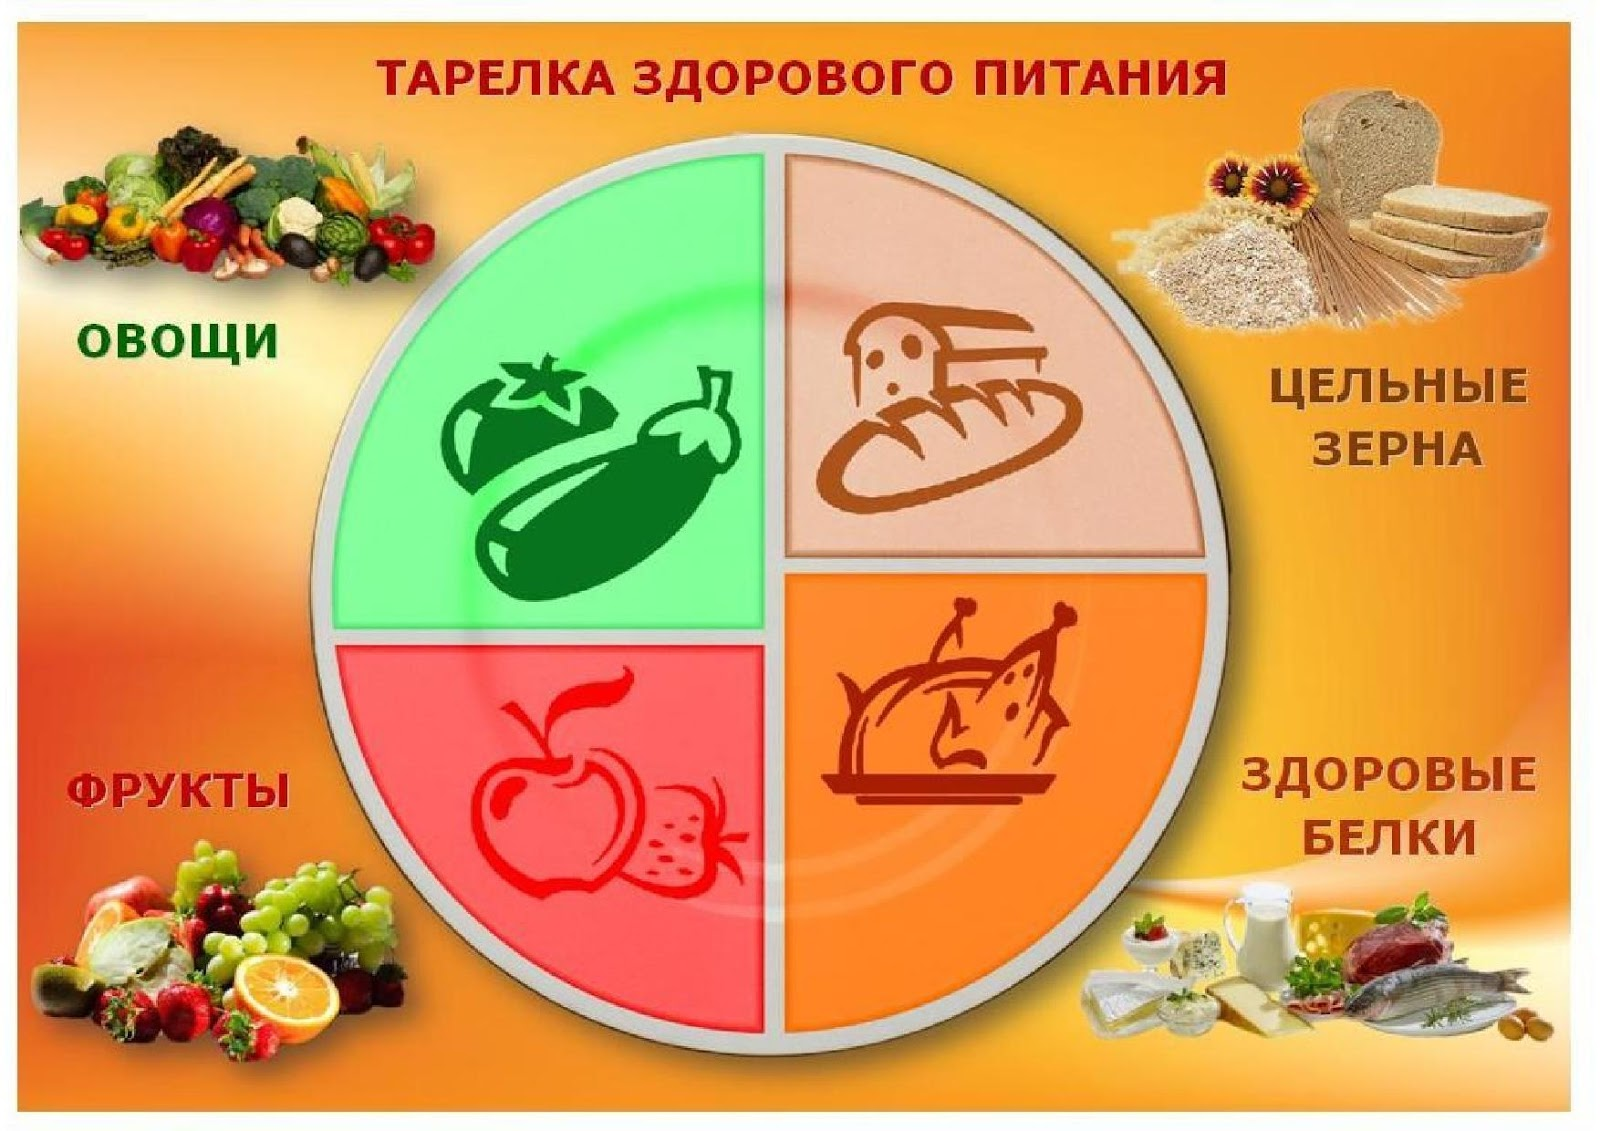 ТАРЕЛКА ЗДОРОВОГО ПИТАНИЯ
ОВОЩИ
ЦЕЛЬНЫЕ
ЗЕРНА
ФРУКТЫ
ЗДОРОВЫЕ
БЕЛКИ